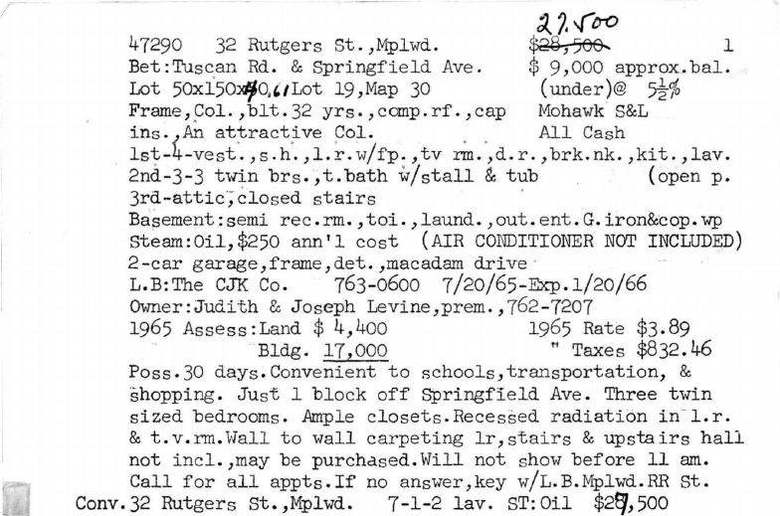 27,500
47290 32 Rutgers St.,Mplwd. $28,500 1
Bet:Tuscan Rd. & Springfield Ave. $ 9,000 approx.bal.
Lot 50x150x40.61 Lot 19,Map 30 (under)@ 5½%
Frame,Col.,blt.32 yrs.,comp.rf.,cap Mohawk S&L
ins.,An attractive Col. All Cash
1st-4-vest.,s.h.,l.r.w/fp.,tv rm.,d.r.,brk.nk.,kit.,lav.
2nd-3-3 twin brs.,t.bath w/stall & tub (open p.
3rd-attic,closed stairs
Basement:semi rec.rm.,toi.,laund.,out.ent.G.iron&cop.wp
Steam:Oil,$250 ann'l cost (AIR CONDITIONER NOT INCLUDED)
2-car garage,frame,det.,macadam drive
L.B:The CJK Co. 763-0600 7/20/65-Exp.1/20/66
Owner:Judith & Joseph Levine,prem.,762-7207
1965 Assess:Land $ 4,400 1965 Rate $3.89
Bldg. 17,000 " Taxes $832.46
Poss.30 days.Convenient to schools,transportation, &
shopping. Just 1 block off Springfield Ave. Three twin
sized bedrooms. Ample closets.Recessed radiation in l.r.
& t.v.rm.Wall to wall carpeting lr,stairs & upstairs hall
not incl.,may be purchased.Will not show before 11 am.
Call for all appts.If no answer,key w/L.B.Mplwd.RR St.
Conv.32 Rutgers St.,Mplwd. 7-1-2 lav. ST:Oil $27,500